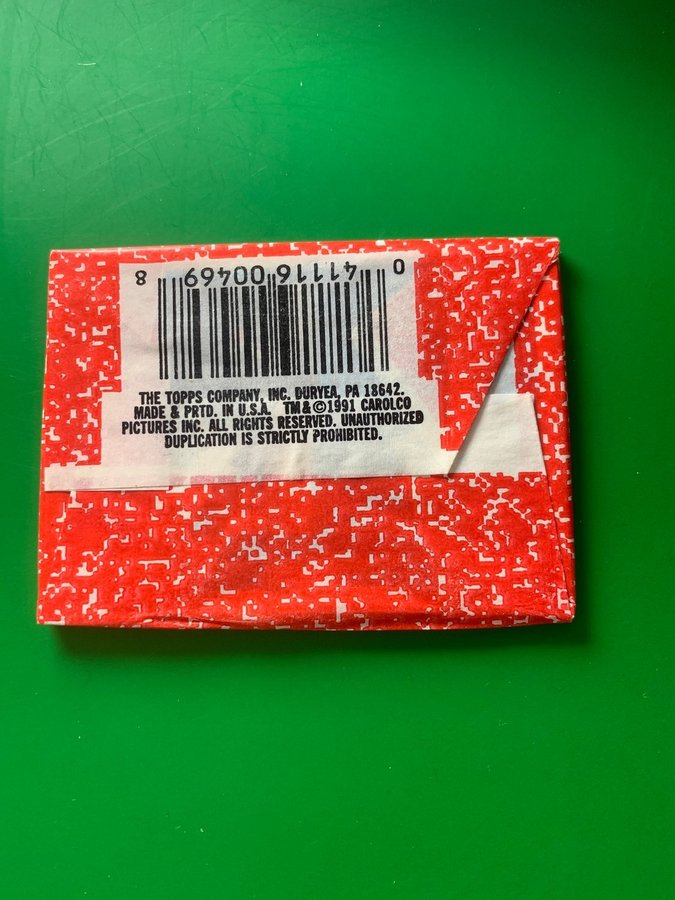 0 41116 00469 8
THE TOPPS COMPANY, INC. DURYEA, PA 18642.
MADE & PRTD. IN U.S.A. TM & © 1991 CAROLCO
PICTURES INC. ALL RIGHTS RESERVED. UNAUTHORIZED
DUPLICATION IS STRICTLY PROHIBITED.